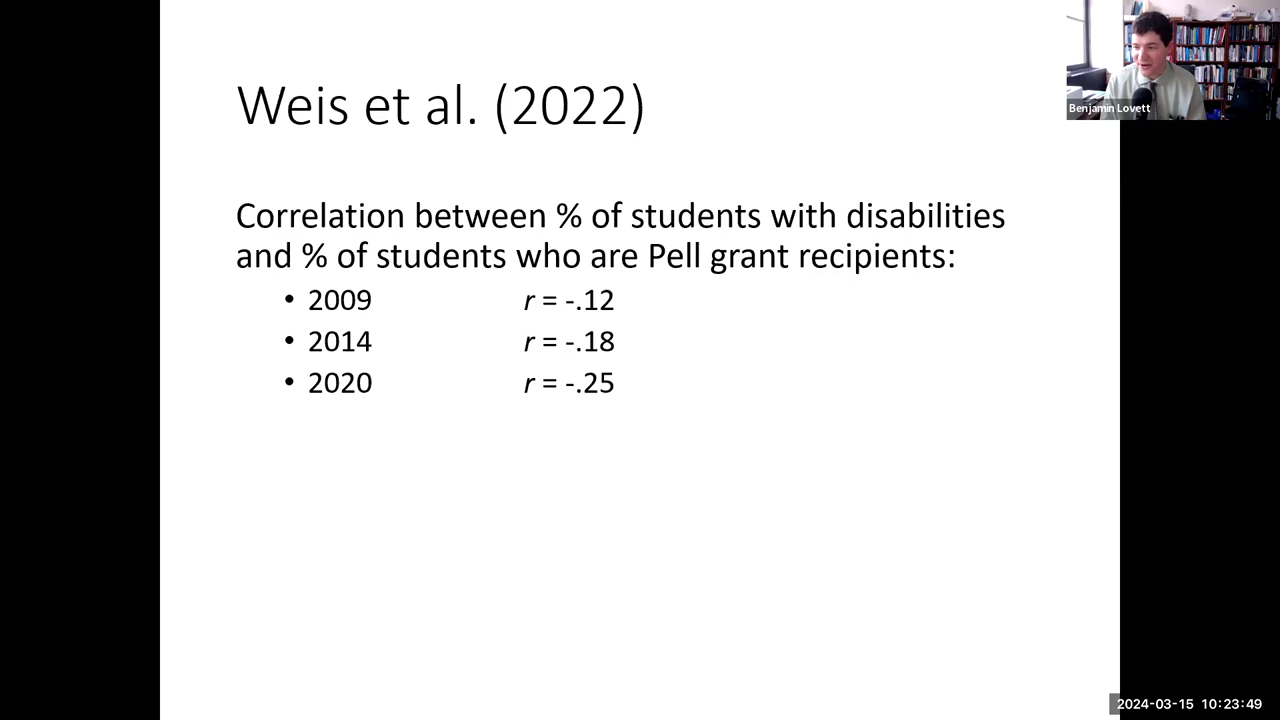 Weis et al. (2022)
Benjamin Lovett
Correlation between % of students with disabilities
and % of students who are Pell grant recipients:
• 2009 r = -.12
• 2014 r = -.18
• 2020 r = -.25
2024-03-15 10:23:49